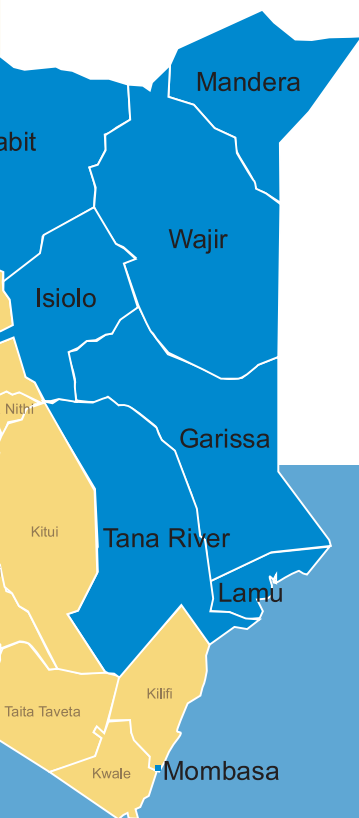 Mandera
abit
Wajir
Isiolo
Nithi
Garissa
Kitui
Tana River
Lamu
Kilifi
Taita Taveta
Kwale
Mombasa